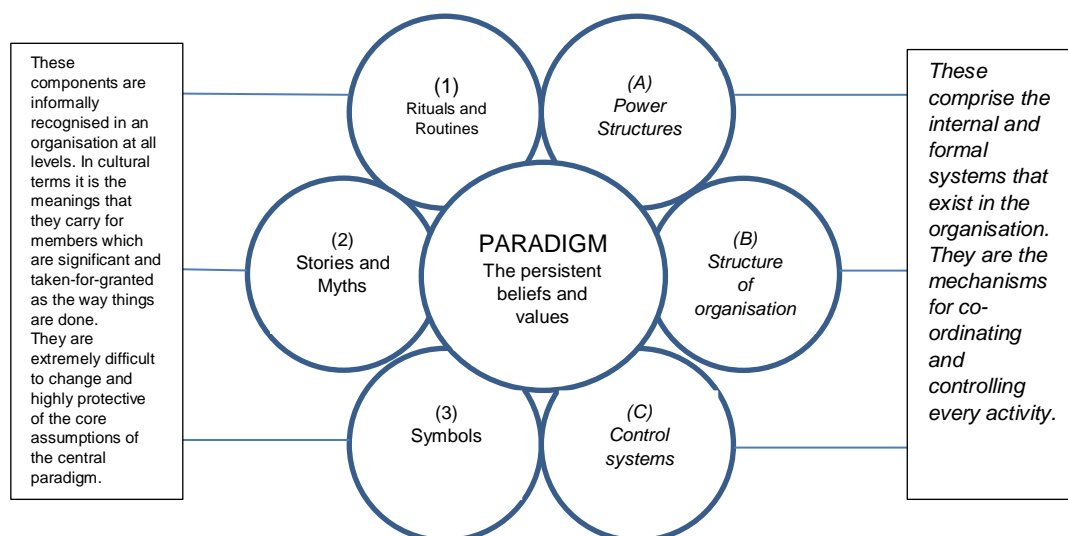 These
components are
informally
recognised in an
organisation at all
levels. In cultural
terms it is the
meanings that
they carry for
members which
are significant and
taken-for-granted
as the way things
are done.
They are
extremely difficult
to change and
highly protective
of the core
assumptions of
the central
paradigm.
(1)
Rituals and
Routines
(A)
Power
Structures
(2)
Stories and
Myths
PARADIGM
The persistent
beliefs and
values
(B)
Structure
of
organisation
(3)
Symbols
(C)
Control
systems
These
comprise the
internal and
formal
systems that
exist in the
organisation.
They are the
mechanisms
for co-
ordinating
and
controlling
every activity.